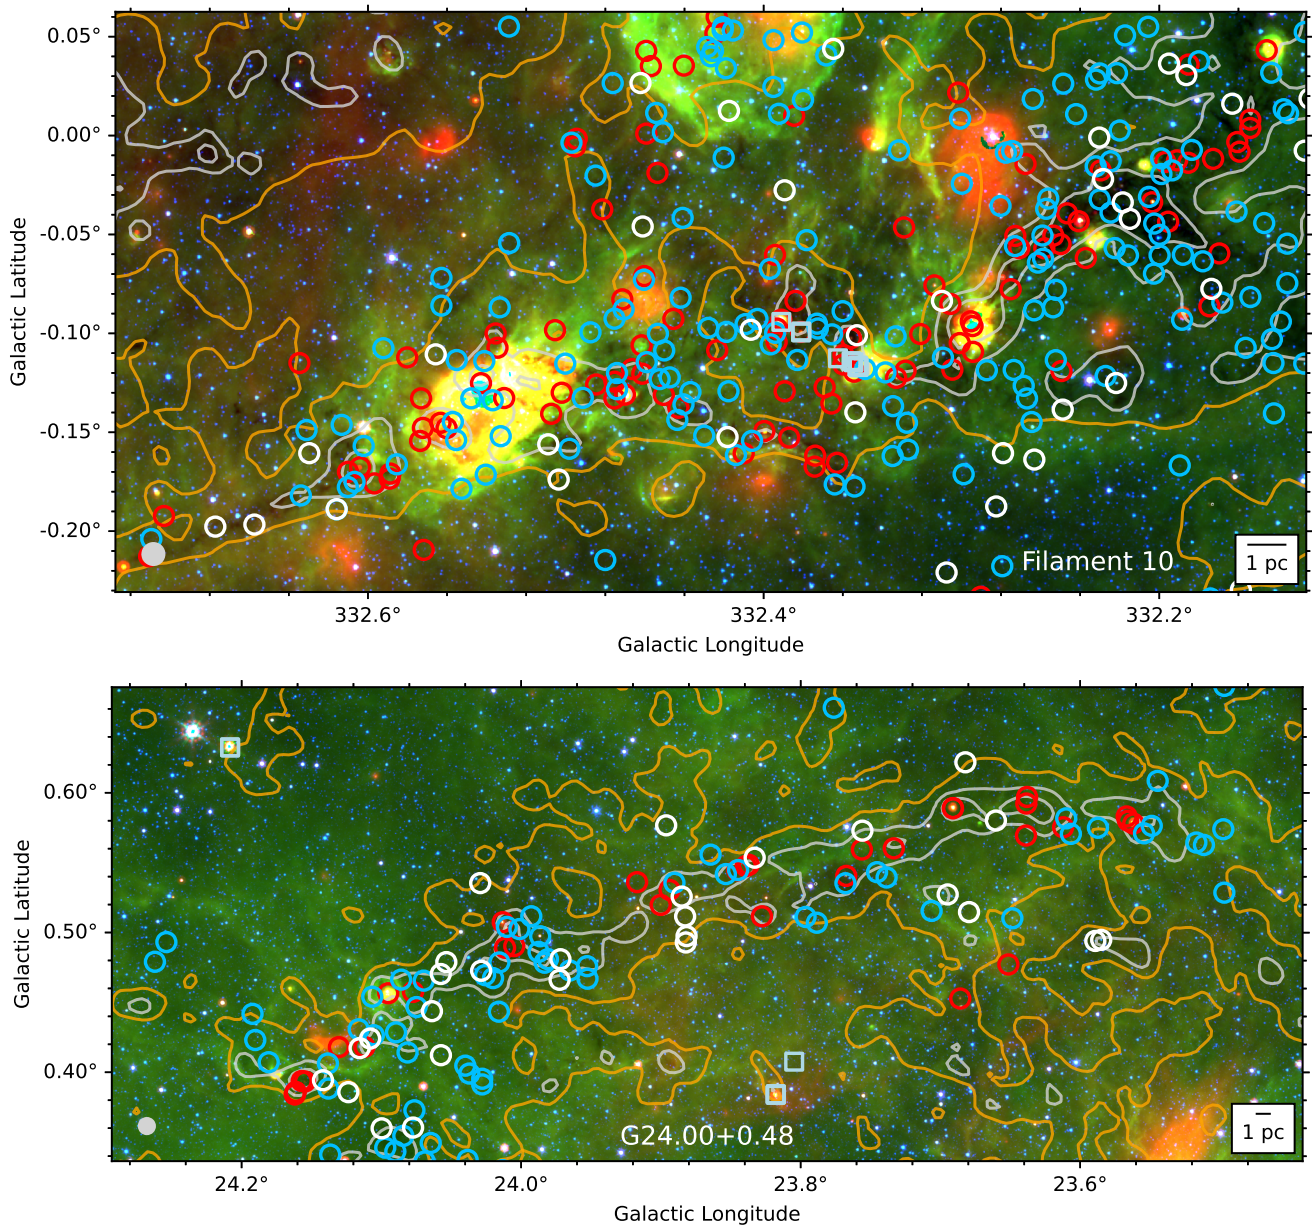 0.05°
0.00°
-0.05°
-0.10°
-0.15°
-0.20°
Galactic Latitude
Filament 10
1 pc
332.6°
332.4°
332.2°
Galactic Longitude
0.60°
0.50°
0.40°
Galactic Latitude
G24.00+0.48
1 pc
24.2°
24.0°
23.8°
23.6°
Galactic Longitude